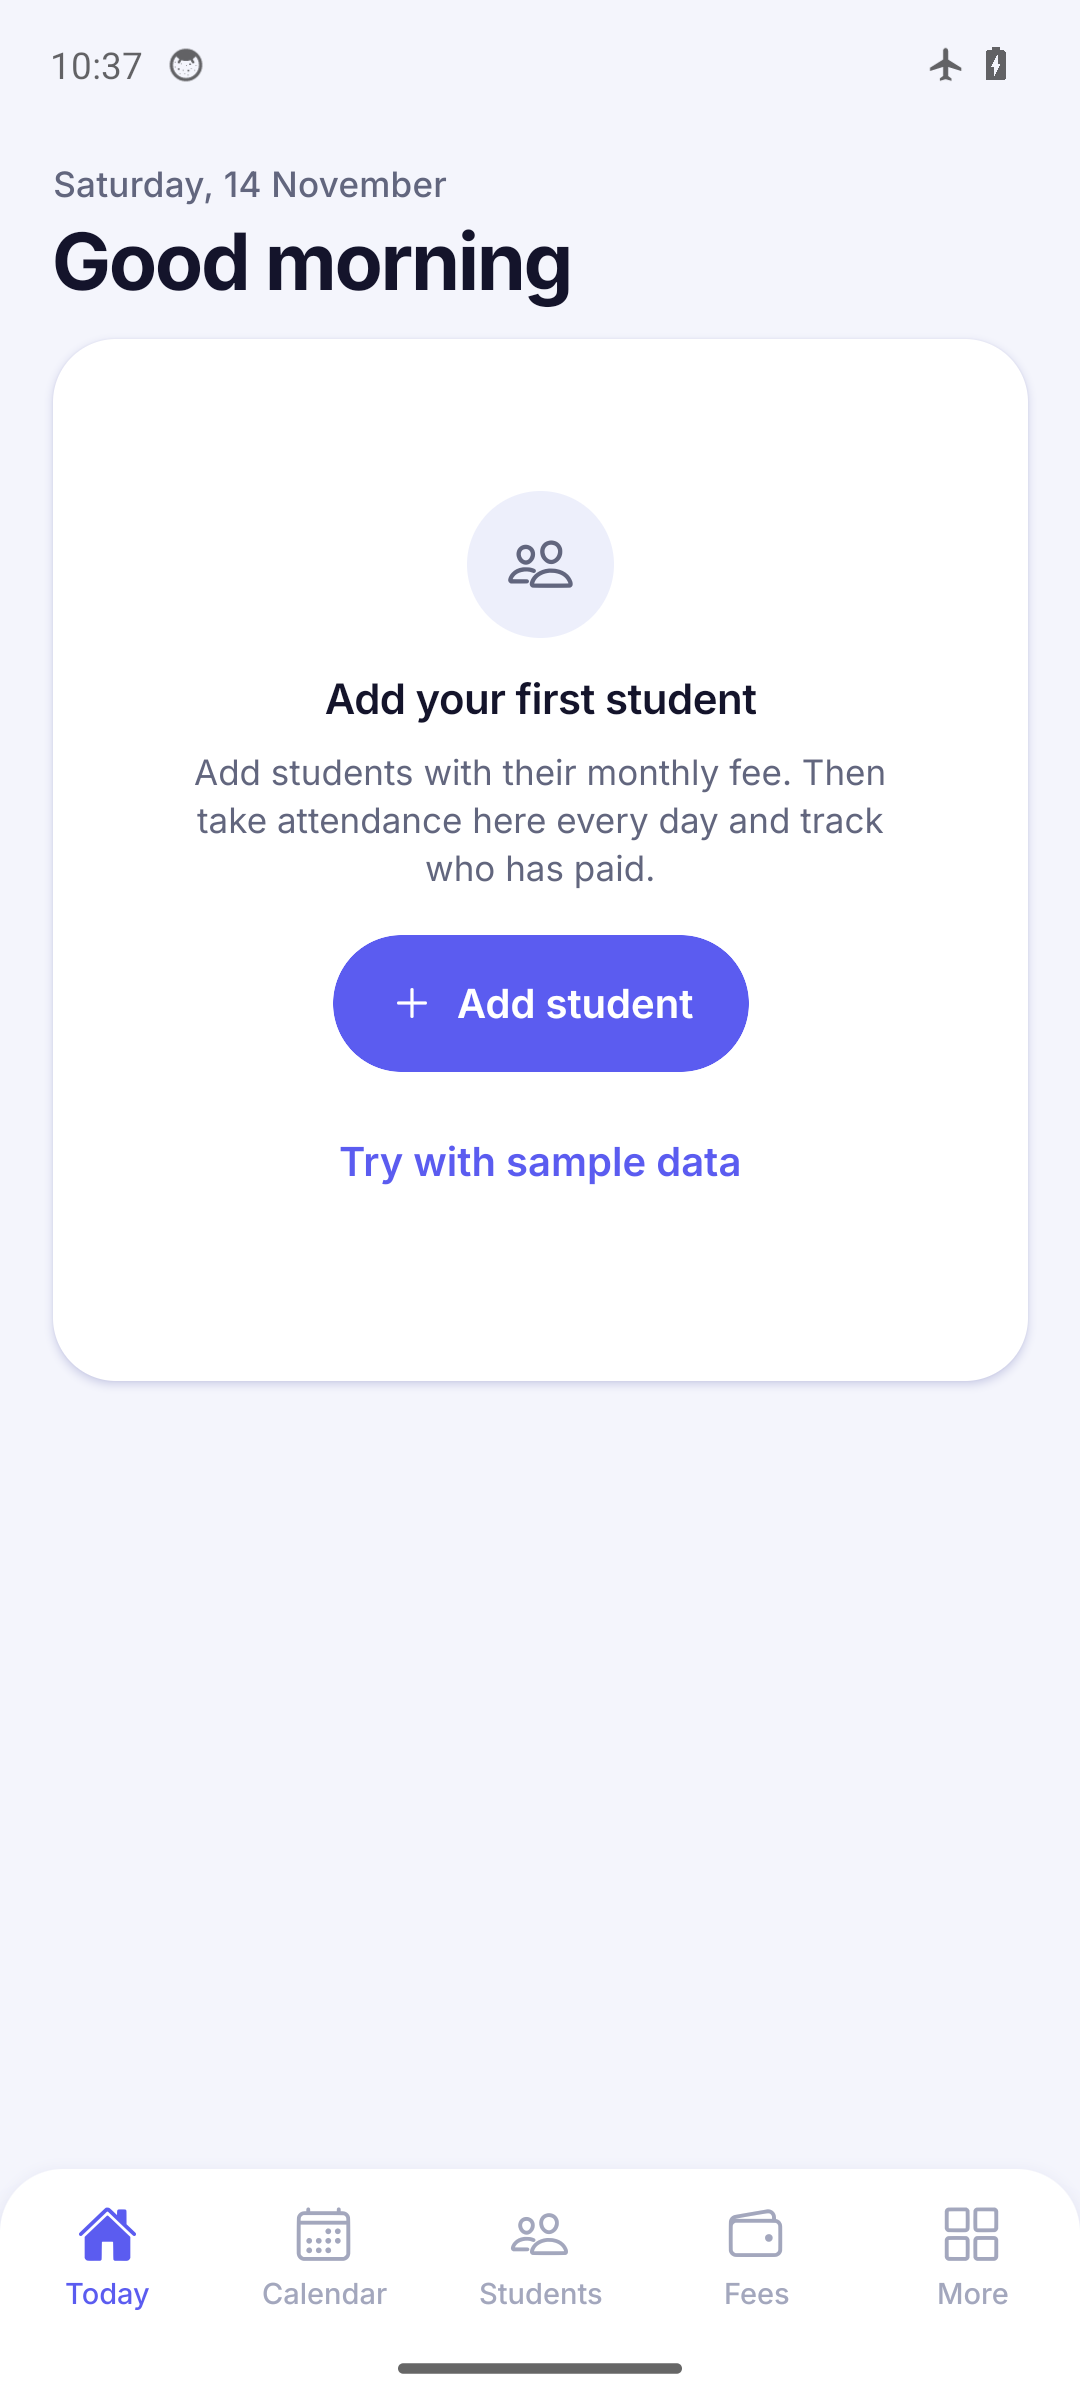 10:37
Saturday, 14 November
Good morning
Add your first student
Add students with their monthly fee. Then
take attendance here every day and track
who has paid.
Add student
Try with sample data
Today
Calendar
Students
Fees
More